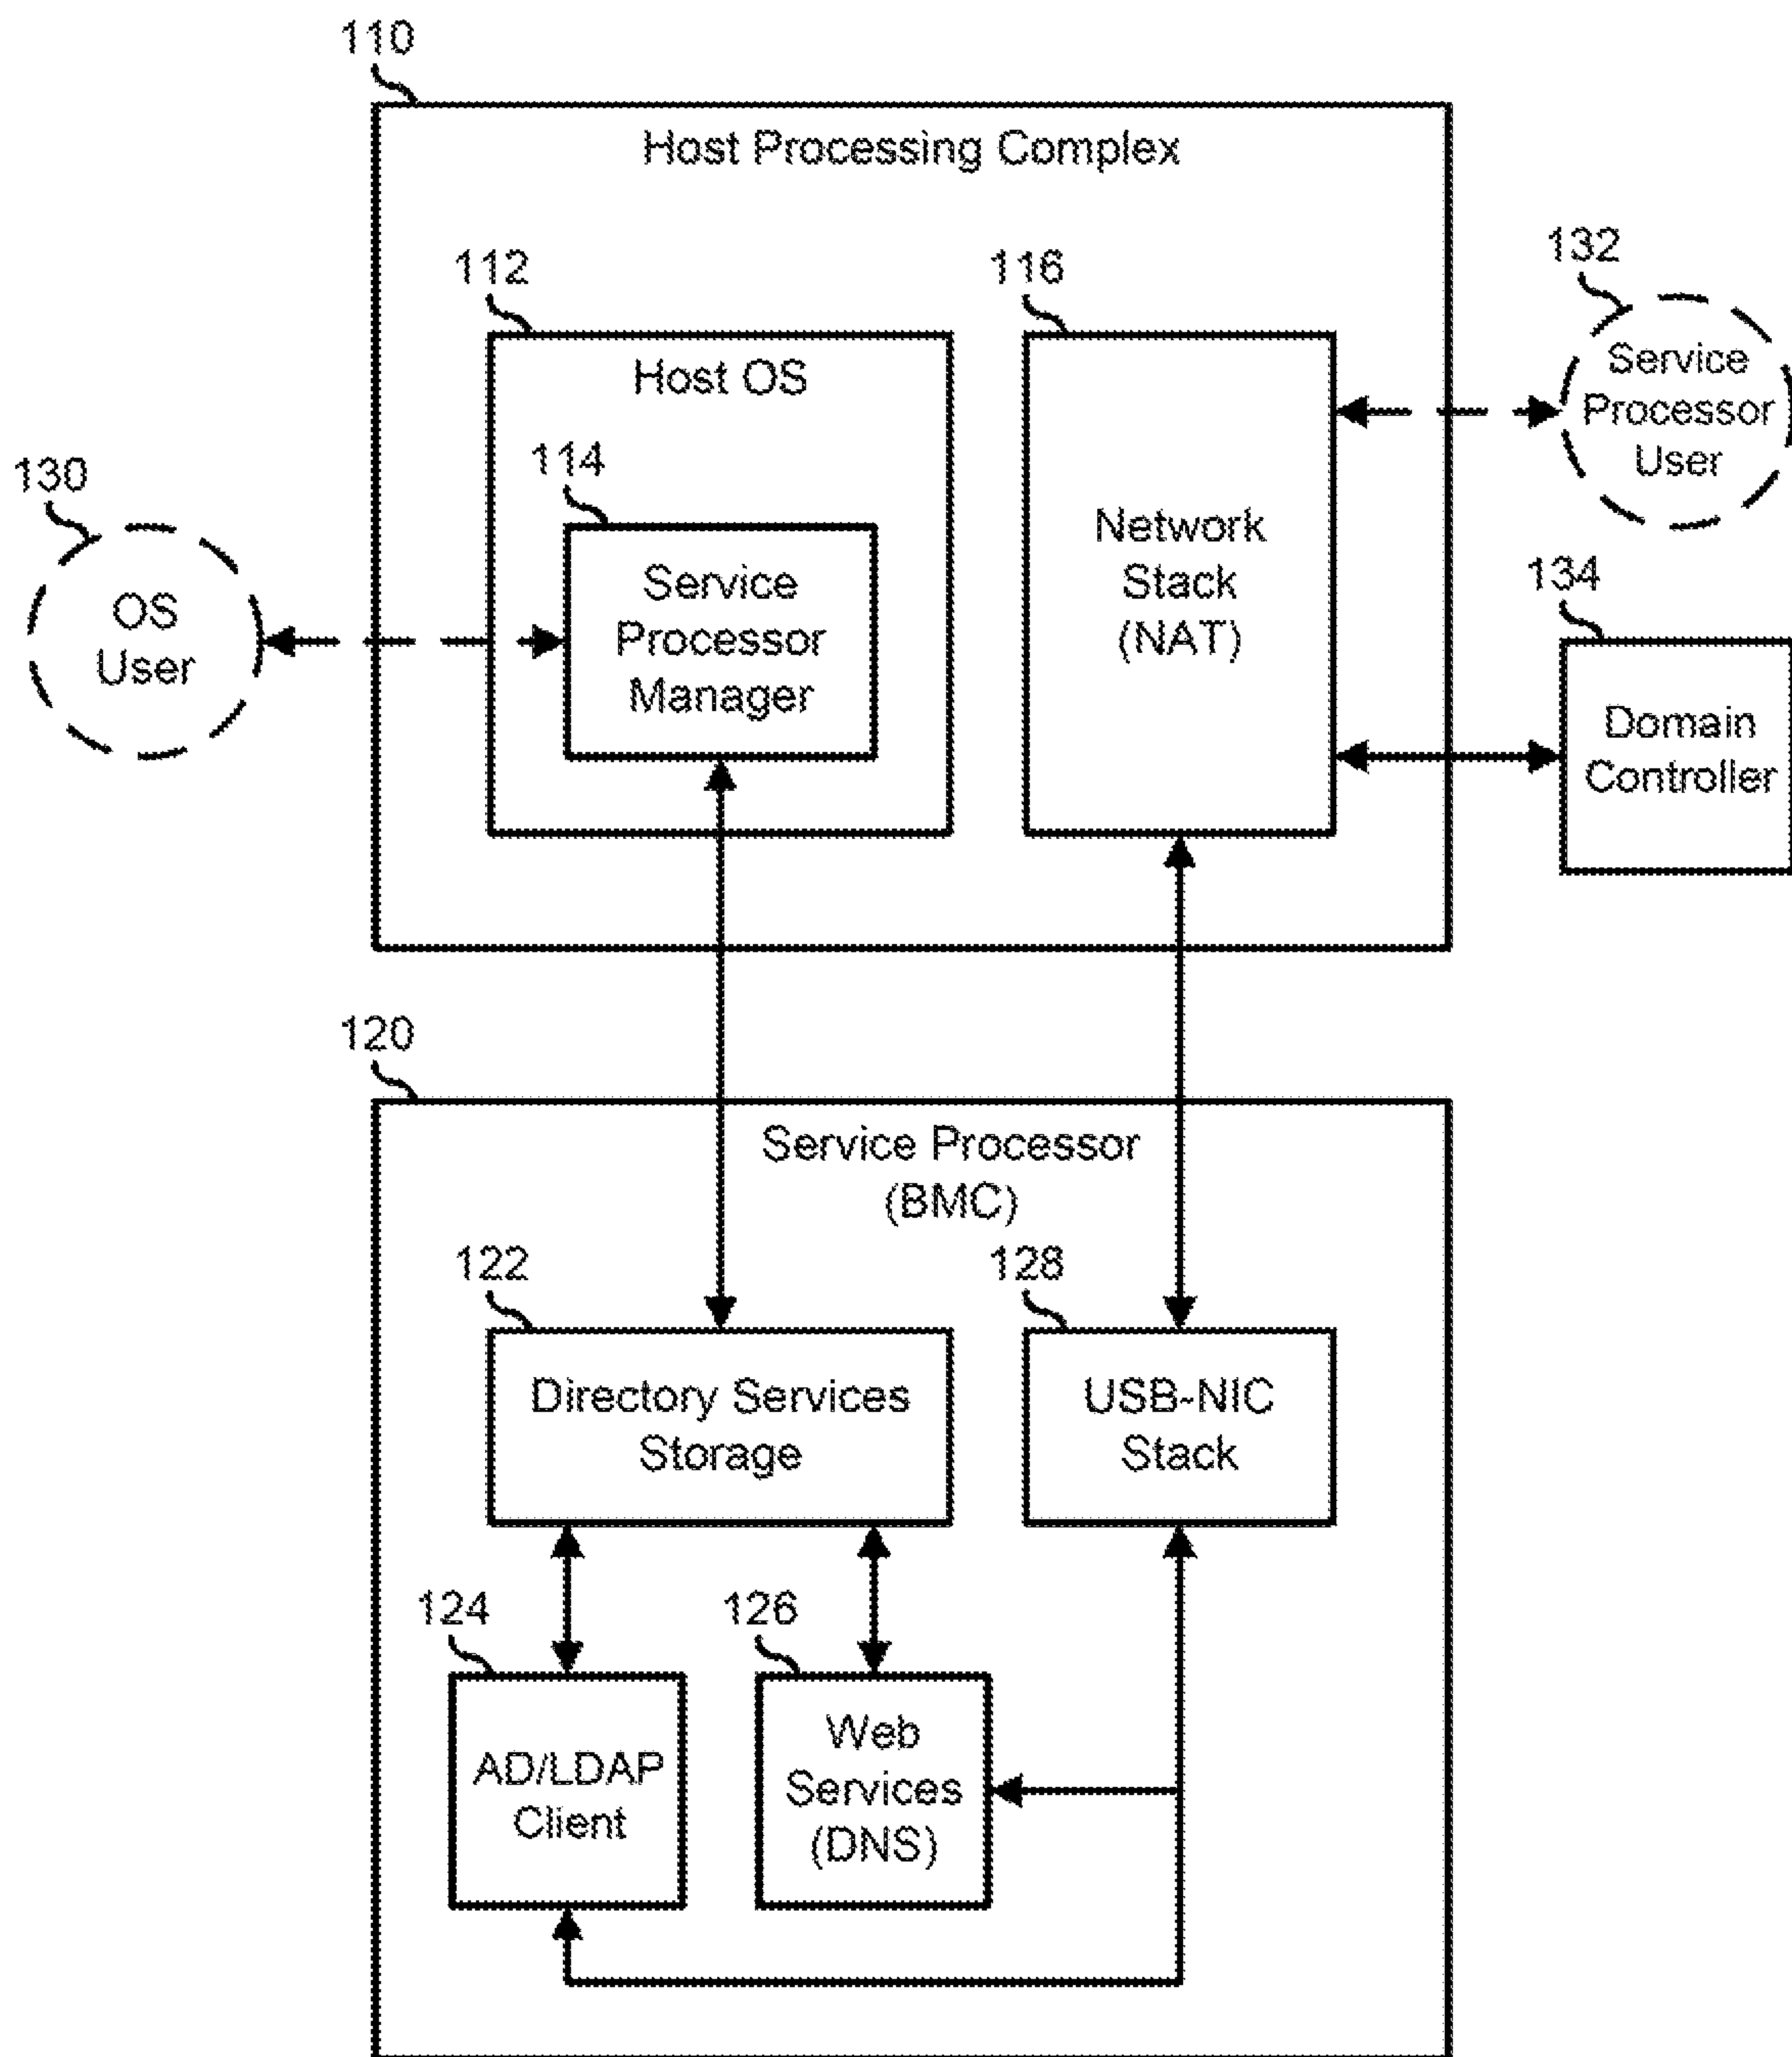 110
Host Processing Complex
112
116
132
Host OS
Service
Processor
User
114
130
Network
Stack
(NAT)
134
OS
User
Service
Processor
Manager
Domain
Controller
120
Service Processor
(BMC)
122
128
Directory Services
Storage
USB-NIC
Stack
124
126
AD/LDAP
Client
Web
Services
(DNS)